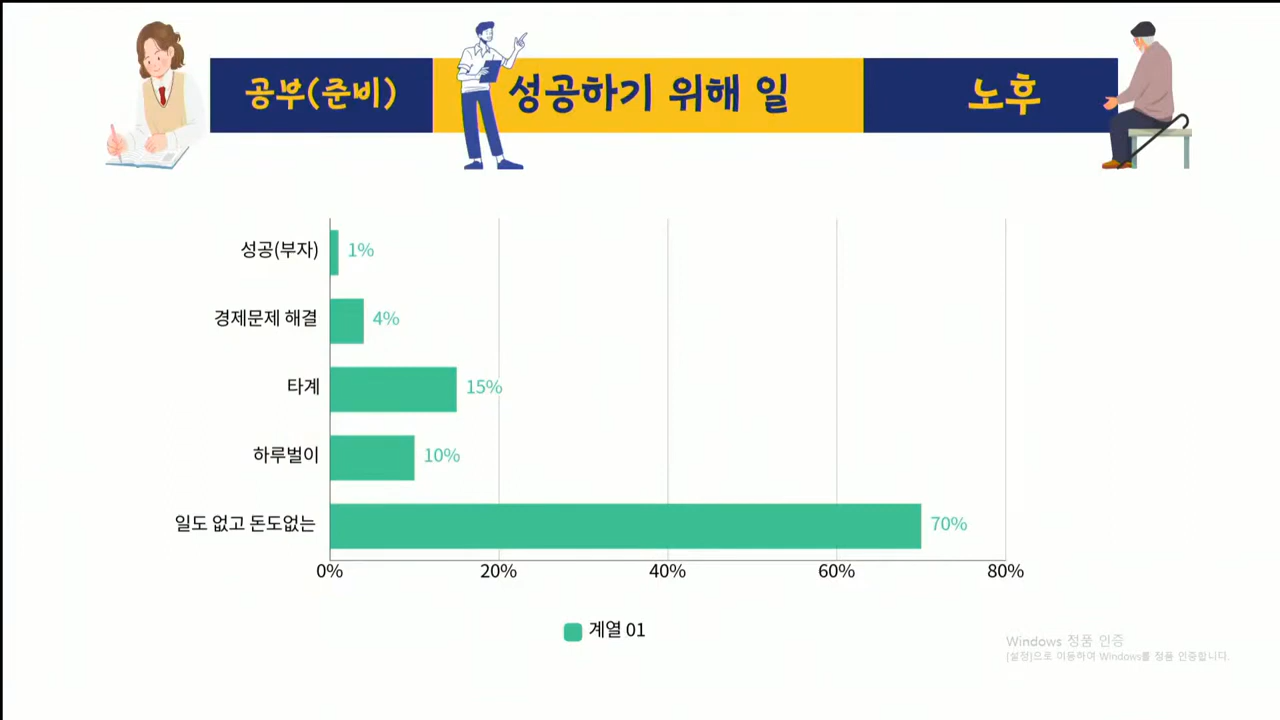 공부(준비) 성공하기 위해 일 노후
성공(부자) 1%
경제문제 해결 4%
타계 15%
하루벌이 10%
일도 없고 돈도없는 70%
0% 20% 40% 60% 80%
계열 01
Windows 정품 인증
[설정]으로 이동하여 Windows를 정품 인증합니다.